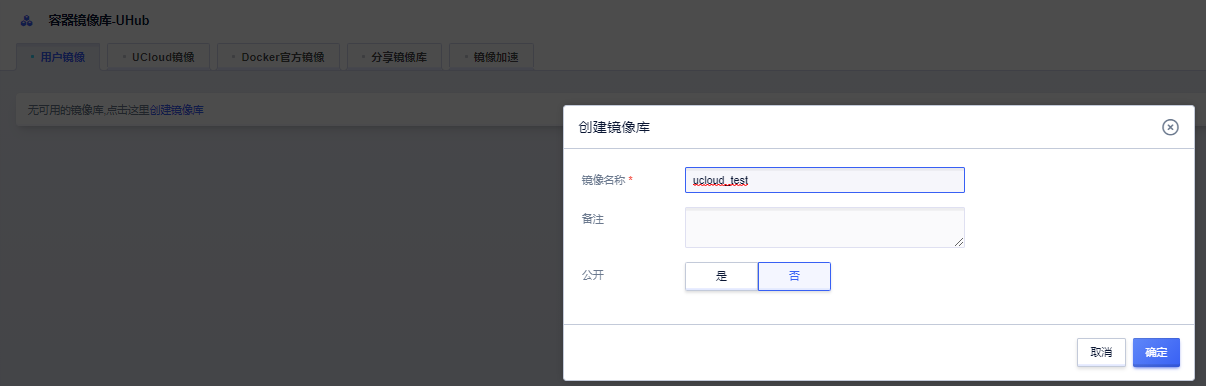 容器镜像库-UHub
用户镜像 UCloud镜像 Docker官方镜像 分享镜像库 镜像加速
无可用的镜像库,点击这里创建镜像库
创建镜像库
镜像名称 * ucloud_test
备注
公开 是 否
取消 确定